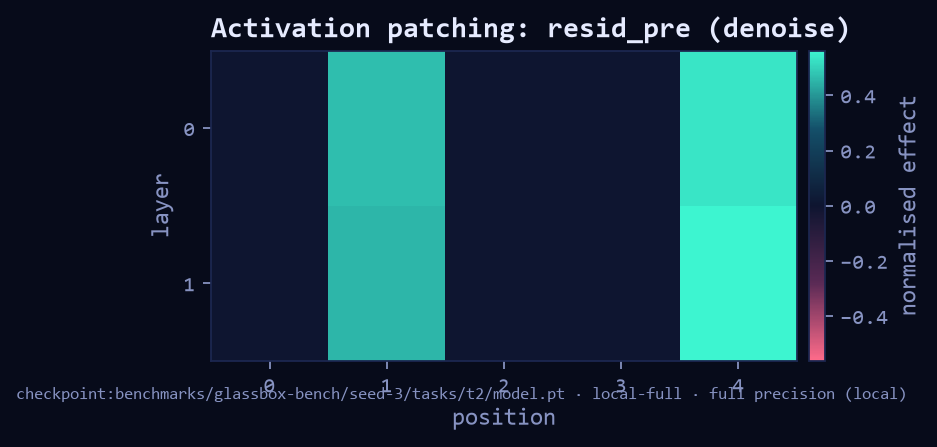 Activation patching: resid_pre (denoise)
layer
0
1
0 1 2 3 4
checkpoint:benchmarks/glassbox-bench/seed-3/tasks/t2/model.pt · local-full · full precision (local)
position
0.4
0.2
0.0
−0.2
−0.4
normalised effect